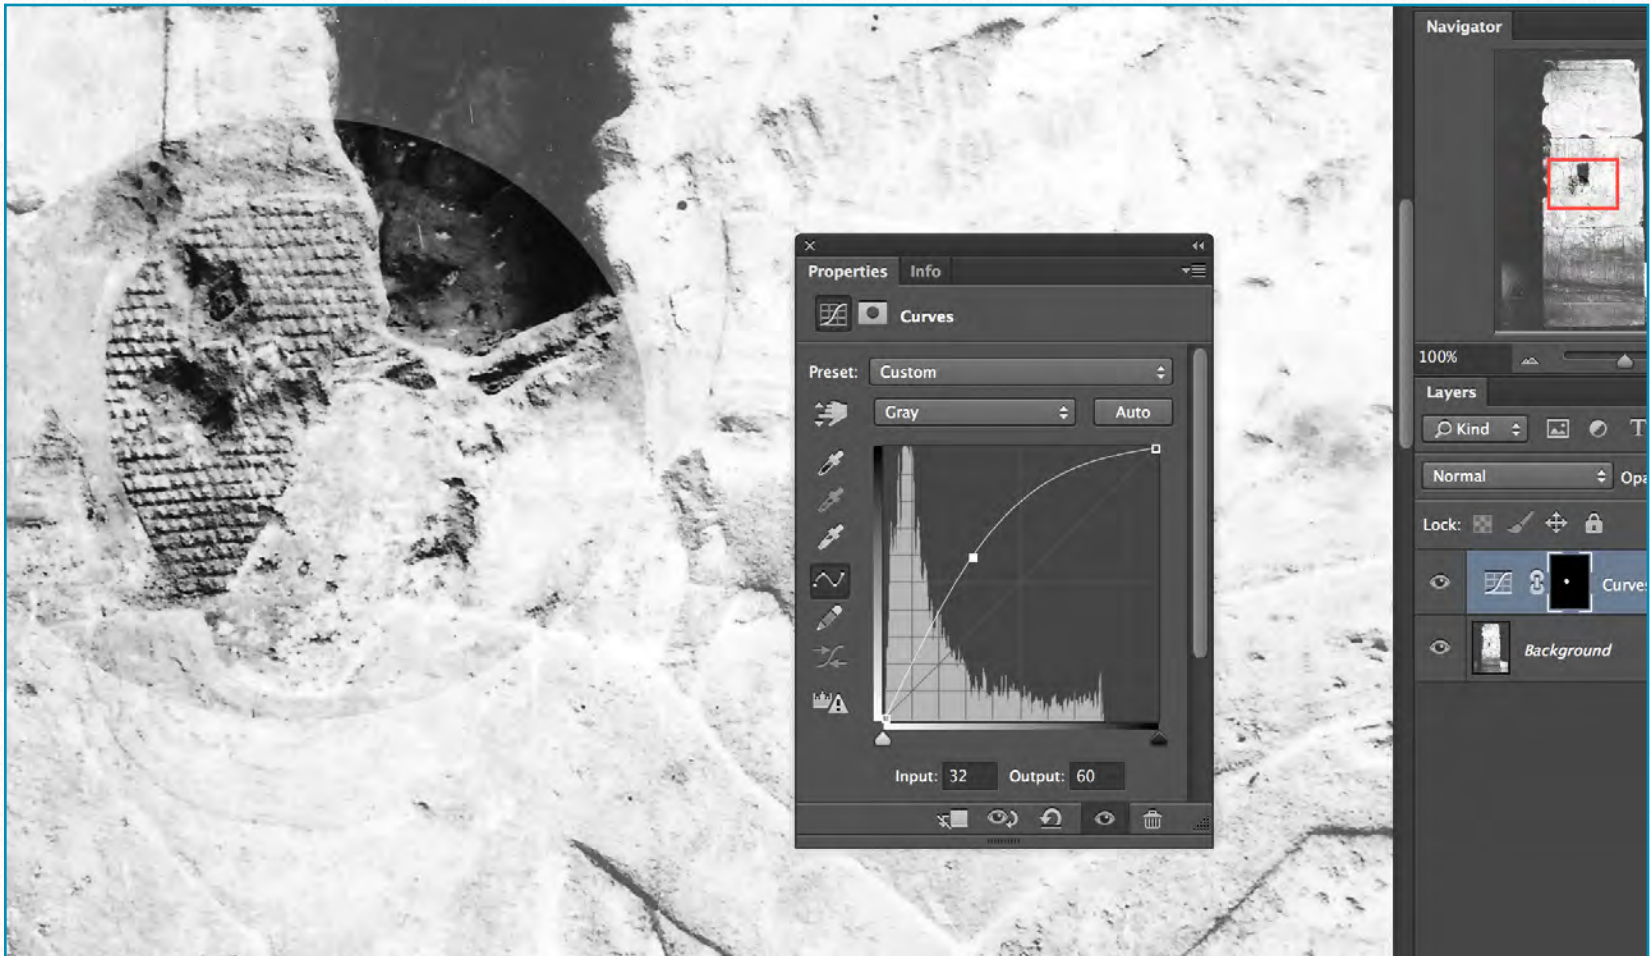 Navigator
Properties Info
Curves
Preset: Custom
Gray Auto
Input: 32 Output: 60
100%
Layers
Kind T
Normal Opa
Lock:
Curves
Background